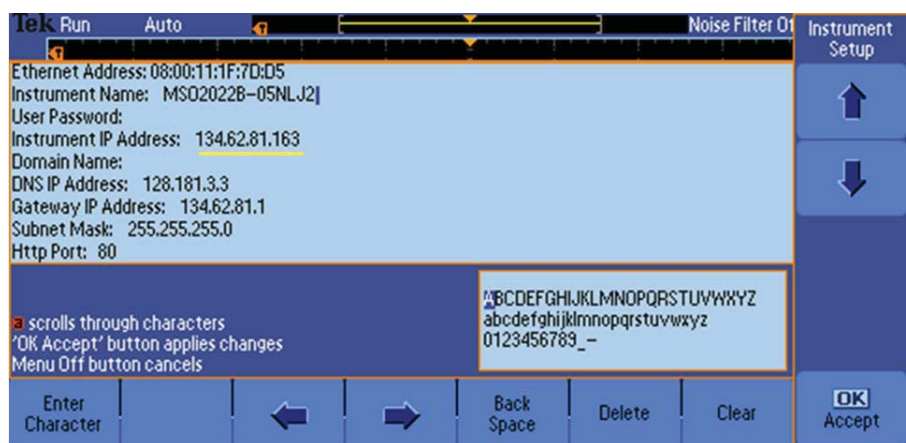 Tek Run Auto Noise Filter Of
Instrument
Setup
Ethernet Address: 08:00:11:1F:7D:D5
Instrument Name: MSO2022B-05NLJ2
User Password:
Instrument IP Address: 134.62.81.163
Domain Name:
DNS IP Address: 128.181.3.3
Gateway IP Address: 134.62.81.1
Subnet Mask: 255.255.255.0
Http Port: 80
ABCDEFGHIJKLMNOPQRSTUVWXYZ
abcdefghijklmnopqrstuvwxyz
0123456789_-
a scrolls through characters
'OK Accept' button applies changes
Menu Off button cancels
Enter
Character
Back
Space
Delete
Clear
OK
Accept